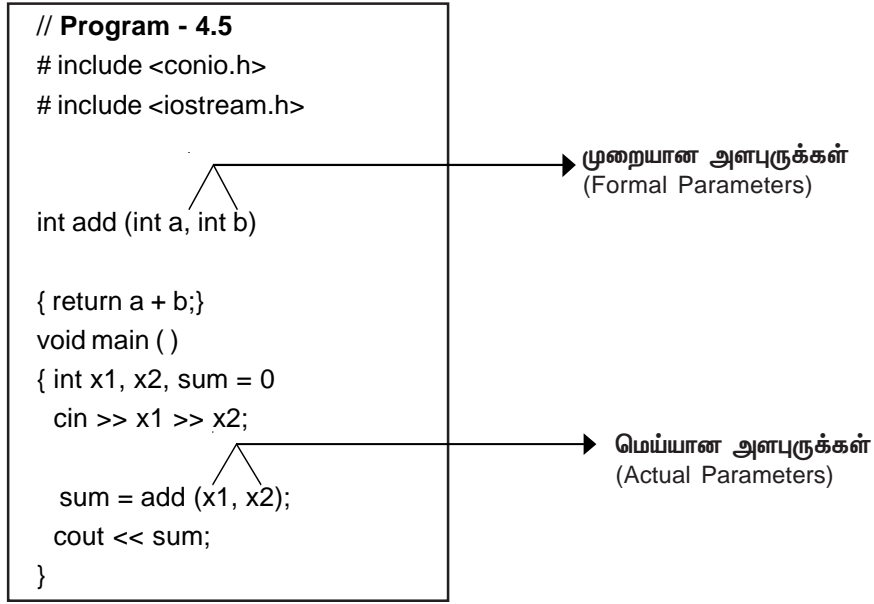 // Program - 4.5
# include <conio.h>
# include <iostream.h>
முறையான அளபுருக்கள்
(Formal Parameters)
int add (int a, int b)
{ return a + b;}
void main ( )
{ int x1, x2, sum = 0
cin >> x1 >> x2;
மெய்யான அளபுருக்கள்
(Actual Parameters)
sum = add (x1, x2);
cout << sum;
}